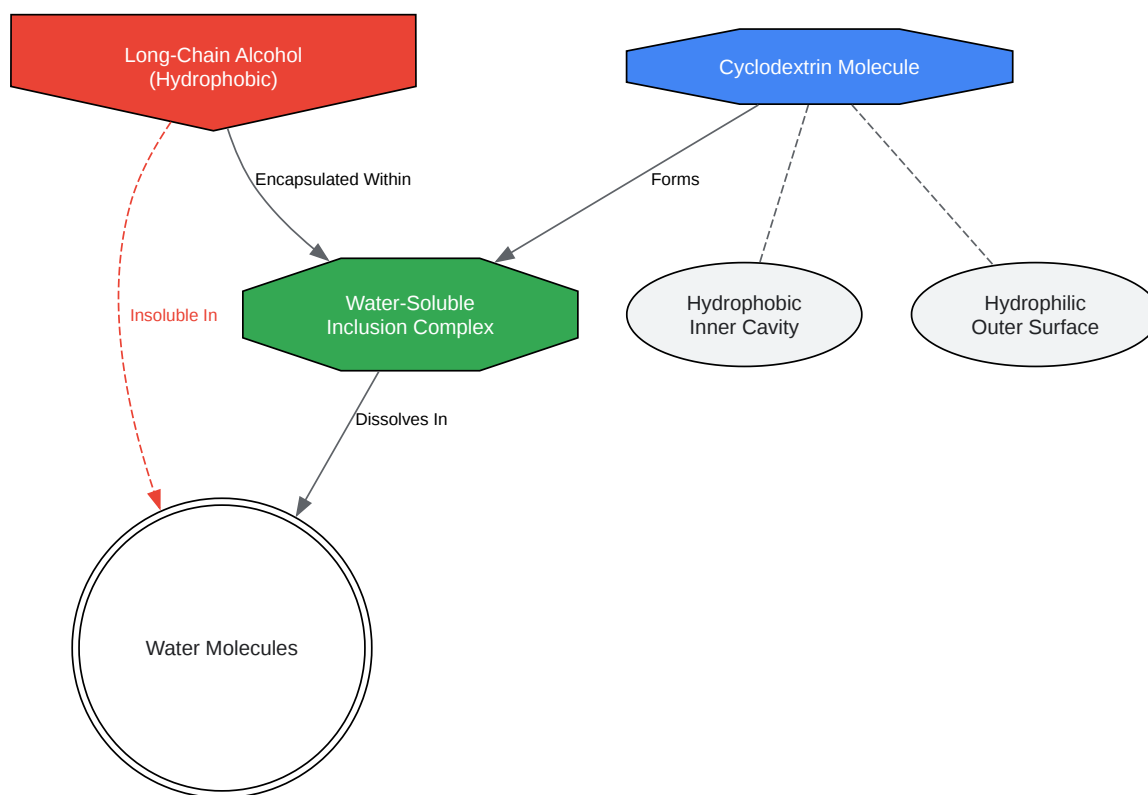 Long-Chain Alcohol
(Hydrophobic)
Cyclodextrin Molecule
Encapsulated Within
Forms
Insoluble In
Water-Soluble
Inclusion Complex
Hydrophobic
Inner Cavity
Hydrophilic
Outer Surface
Dissolves In
Water Molecules